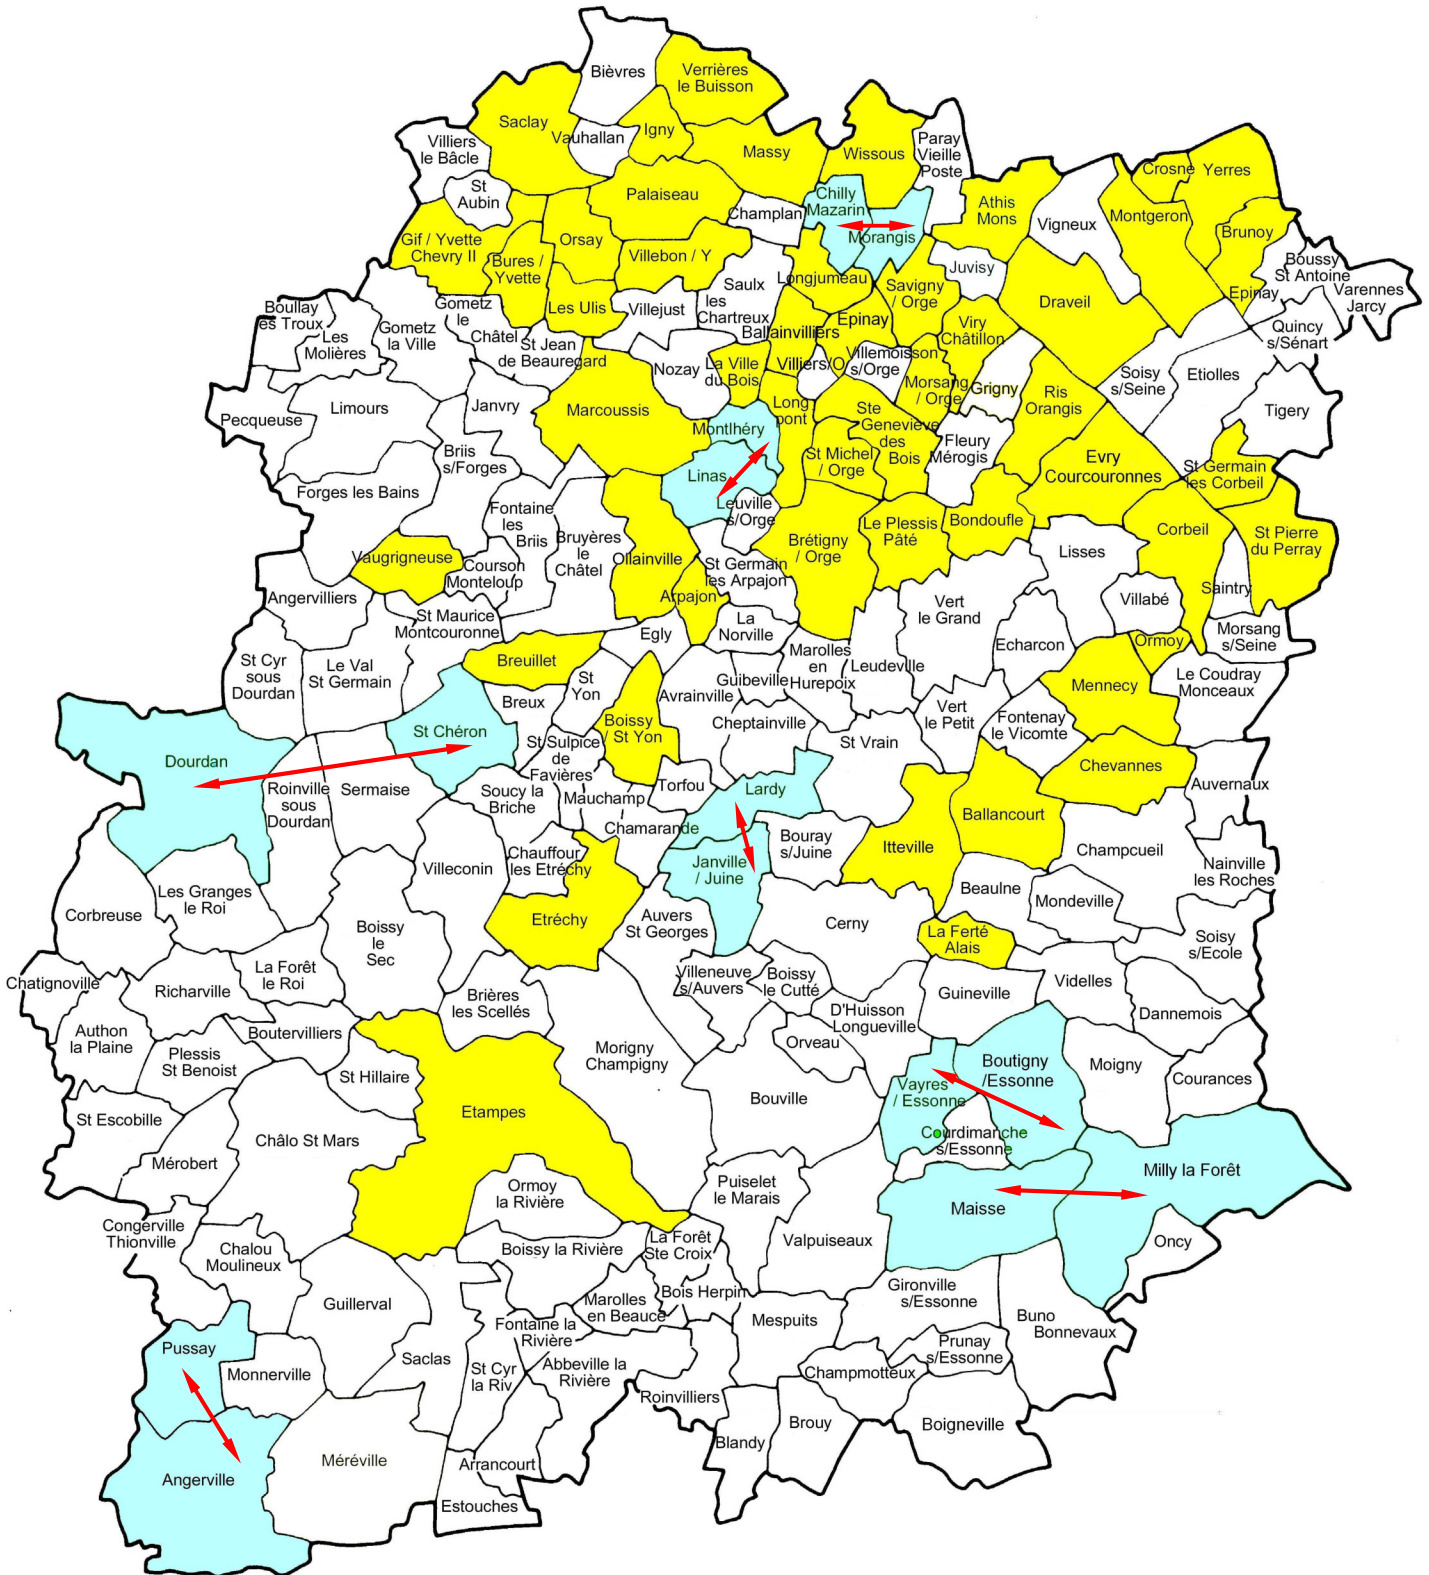 Bièvres
Verrières
le Buisson
Saclay
Vauhallan
Igny
Massy
Wissous
Paray
Vieille
Poste
Villiers
le Bâcle
St
Aubin
Palaiseau
Champlan
Chilly
Mazarin
Morangis
Athis
Mons
Vigneux
Montgeron
Crosne
Yerres
Brunoy
Boussy
St Antoine
Epinay
Varennes
Jarcy
Quincy
s/Sénart
Gif / Yvette
Chevry II
Bures /
Yvette
Orsay
Villebon / Y
Les Ulis
Villejust
Saulx
les
Chartreux
Longjumeau
Savigny
/ Orge
Juvisy
Draveil
Boullay
les Troux
Les
Molières
Gometz
la Ville
Gometz
le
Châtel
St Jean
de Beauregard
Ballainvilliers
Epinay
Viry
Châtillon
Nozay
La Ville
du Bois
Villiers/O
Villemoisson
s/Orge
Morsang
/ Orge
Grigny
Ris
Orangis
Soisy
s/Seine
Etiolles
Tigery
Pecqueuse
Limours
Janvry
Marcoussis
Montlhéry
Long
pont
Ste
Geneviève
des
Bois
Fleury
Mérogis
Evry
Courcouronnes
St Germain
les Corbeil
Briis
s/Forges
Forges les Bains
Linas
St Michel
/ Orge
Leuville
s/Orge
Fontaine
les
Briis
Bruyères
le
Châtel
Ollainville
Brétigny
/ Orge
Le Plessis
Pâté
Bondoufle
Lisses
Corbeil
St Pierre
du Perray
Vaugrigneuse
Courson
Monteloup
St Germain
les Arpajon
Arpajon
Saintry
Villabé
Angervilliers
St Maurice
Montcouronne
Egly
La
Norville
Marolles
en
Hurepoix
Leudeville
Vert
le Grand
Echarcon
Ormoy
Morsang
s/Seine
St Cyr
sous
Dourdan
Le Val
St Germain
Breuillet
St
Yon
Avrainville
Guibeville
Mennecy
Le Coudray
Monceaux
Breux
Boissy
/ St Yon
Cheptainville
St Vrain
Vert
le Petit
Fontenay
le Vicomte
Dourdan
St Chéron
St Sulpice
de
Favières
Chevannes
Auvernaux
Roinville
sous
Dourdan
Sermaise
Soucy la
Briche
Mauchamp
Torfou
Lardy
Chamarande
Bouray
s/Juine
Ballancourt
Itteville
Champcueil
Nainville
les Roches
Villeconin
Chauffour
les Etréchy
Janville
/ Juine
Beaulne
Mondeville
Les Granges
le Roi
Corbreuse
Boissy
le
Sec
Etréchy
Auvers
St Georges
Cerny
La Ferté
Alais
Soisy
s/Ecole
Chatignoville
La Forêt
le Roi
Richarville
Brières
les Scellés
Villeneuve
s/Auvers
Boissy
le Cutté
Guineville
Videlles
Dannemois
D'Huisson
Longueville
Orveau
Authon
la Plaine
Boutervilliers
Plessis
St Benoist
St Hillaire
Morigny
Champigny
Bouville
Vayres
/ Essonne
Boutigny
/Essonne
Moigny
Courances
St Escobille
Mérobert
Châlo St Mars
Etampes
Courdimanche
s/Essonne
Milly la Forêt
Ormoy
la Rivière
Puiselet
le Marais
Maisse
Congerville
Thionville
Chalou
Moulineux
Boissy la Rivière
La Forêt
Ste Croix
Valpuiseaux
Oncy
Guillerval
Marolles
en Beauce
Bois Herpin
Gironville
s/Essonne
Mespuits
Buno
Bonnevaux
Pussay
Monnerville
Saclas
Fontaine la
Rivière
St Cyr
la Riv
Abbeville la
Rivière
Roinvilliers
Prunay
s/Essonne
Champmotteux
Brouy
Boigneville
Blandy
Angerville
Méréville
Arrancourt
Estouches